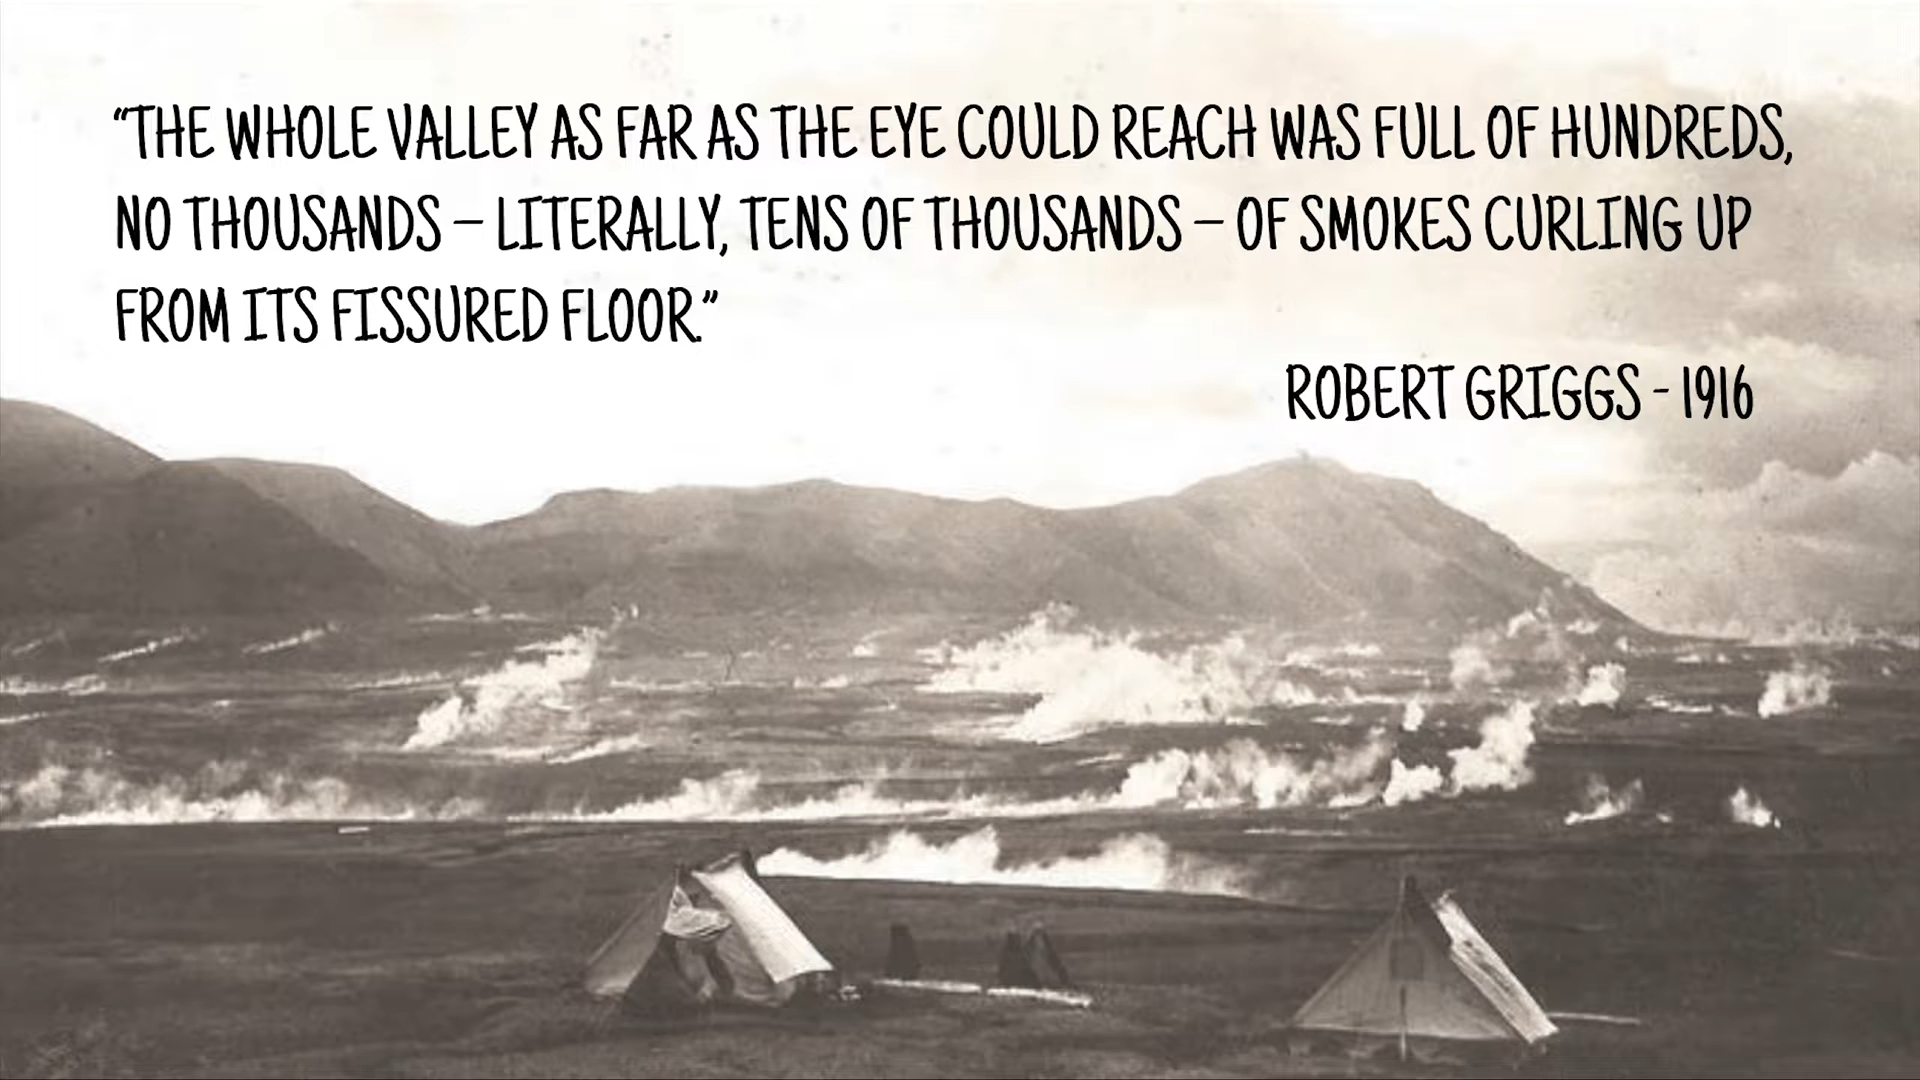 “THE WHOLE VALLEY AS FAR AS THE EYE COULD REACH WAS FULL OF HUNDREDS,
NO THOUSANDS – LITERALLY, TENS OF THOUSANDS – OF SMOKES CURLING UP
FROM ITS FISSURED FLOOR.”
ROBERT GRIGGS - 1916